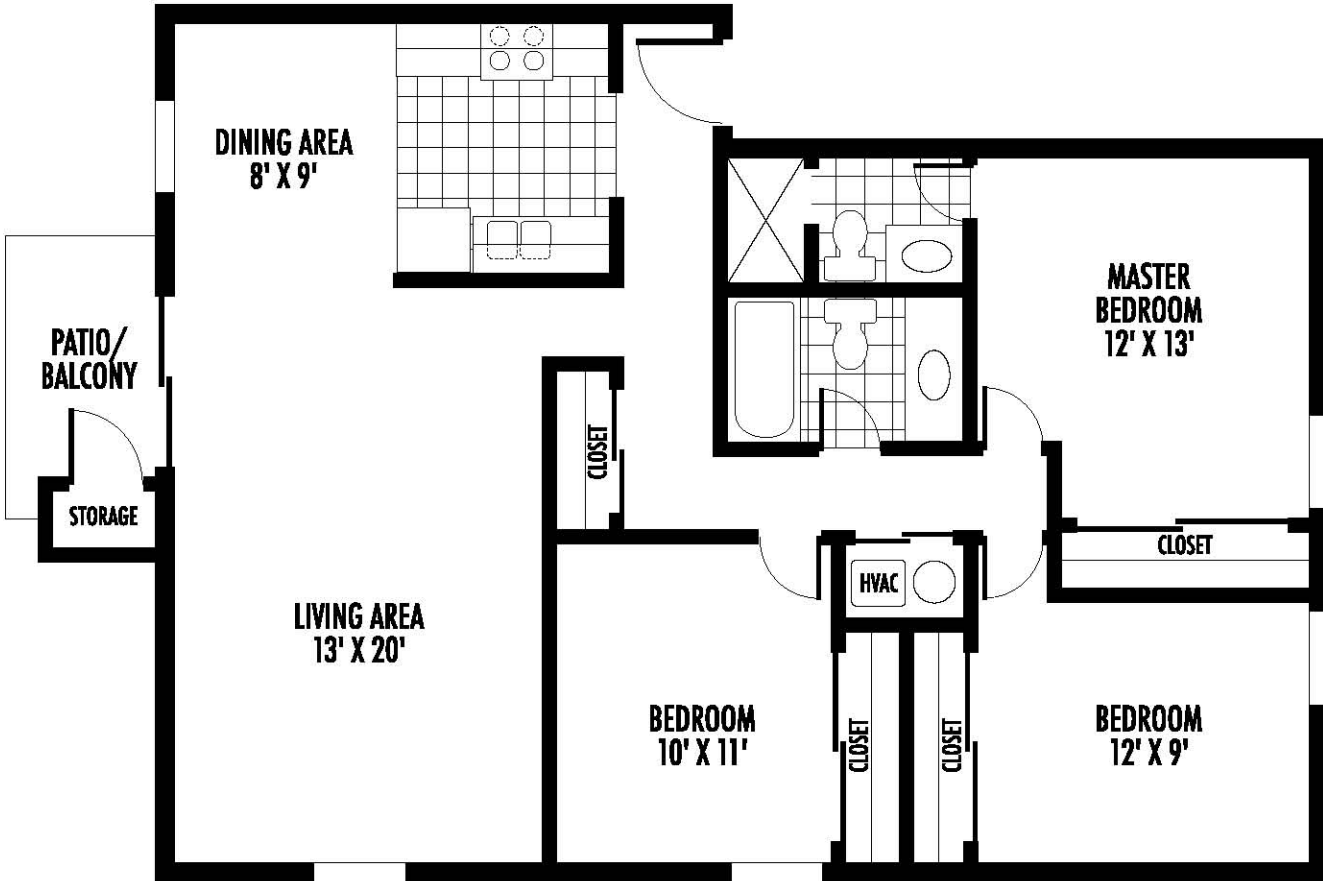 DINING AREA
8' X 9'
PATIO/
BALCONY
STORAGE
LIVING AREA
13' X 20'
CLOSET
MASTER
BEDROOM
12' X 13'
CLOSET
HVAC
BEDROOM
10' X 11'
CLOSET
CLOSET
BEDROOM
12' X 9'